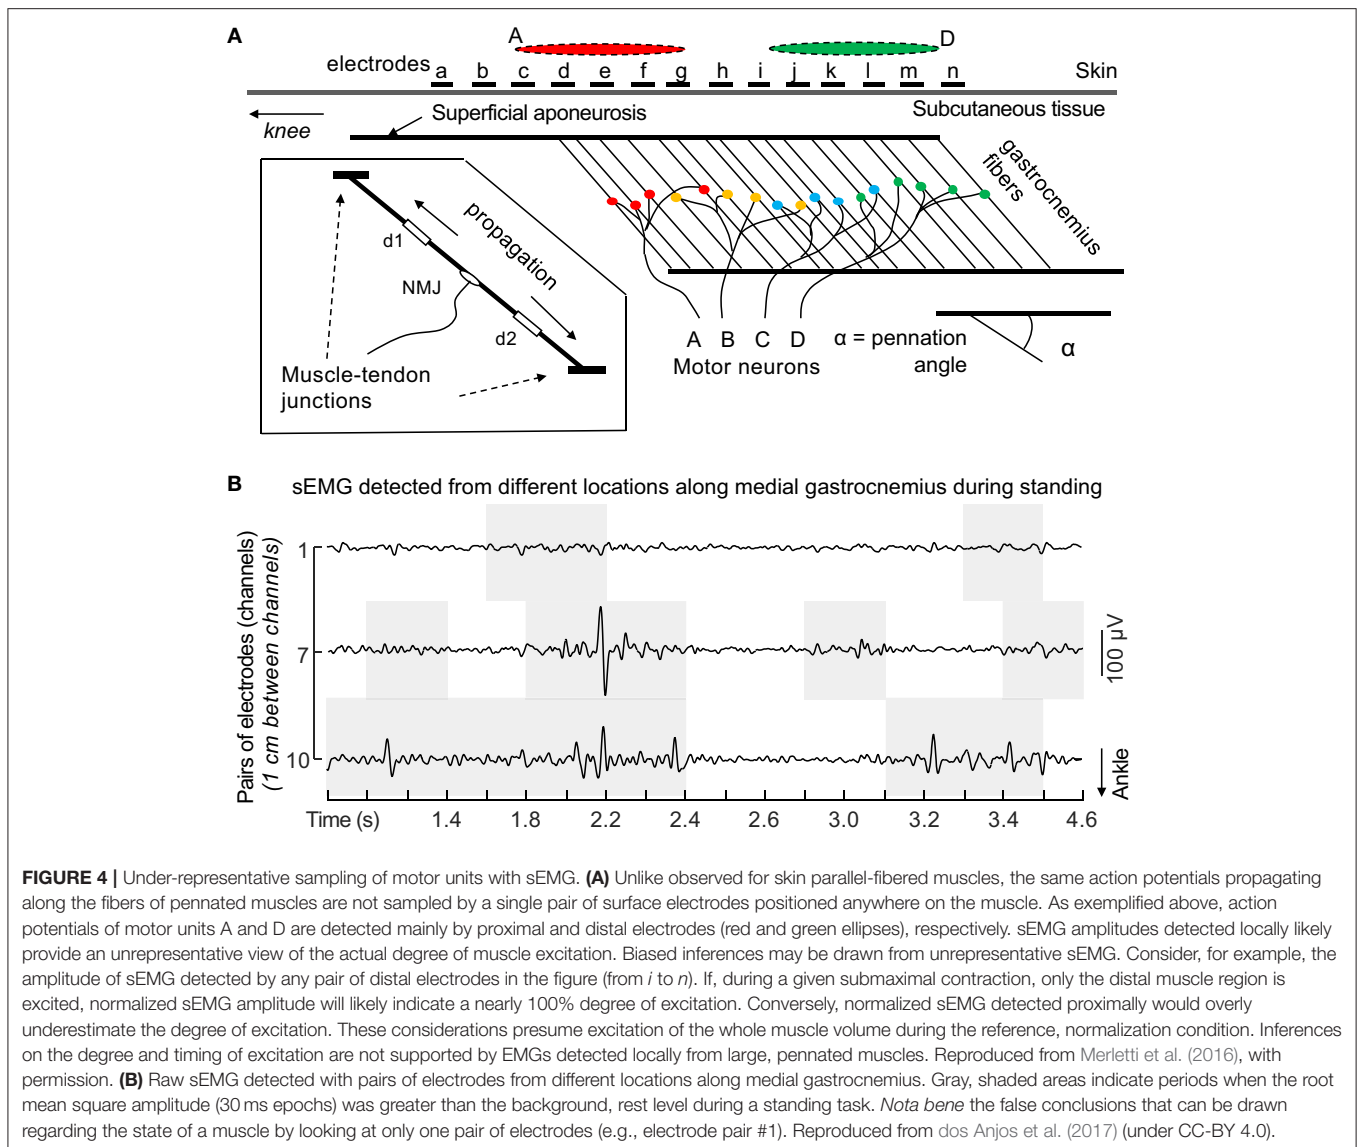 A
A
D
electrodes
a b c d e f g h i j k l m n
Skin
Superficial aponeurosis
Subcutaneous tissue
knee
gastrocnemius
fibers
propagation
d1
NMJ
d2
Muscle-tendon
junctions
A B C D
Motor neurons
α = pennation
angle
α
B
sEMG detected from different locations along medial gastrocnemius during standing
Pairs of electrodes (channels)
(1 cm between channels)
1
7
10
100 μV
Ankle
Time (s) 1.4 1.8 2.2 2.4 2.6 3.0 3.4 4.6
FIGURE 4 | Under-representative sampling of motor units with sEMG. (A) Unlike observed for skin parallel-fibered muscles, the same action potentials propagating
along the fibers of pennated muscles are not sampled by a single pair of surface electrodes positioned anywhere on the muscle. As exemplified above, action
potentials of motor units A and D are detected mainly by proximal and distal electrodes (red and green ellipses), respectively. sEMG amplitudes detected locally likely
provide an unrepresentative view of the actual degree of muscle excitation. Biased inferences may be drawn from unrepresentative sEMG. Consider, for example, the
amplitude of sEMG detected by any pair of distal electrodes in the figure (from i to n). If, during a given submaximal contraction, only the distal muscle region is
excited, normalized sEMG amplitude will likely indicate a nearly 100% degree of excitation. Conversely, normalized sEMG detected proximally would overly
underestimate the degree of excitation. These considerations presume excitation of the whole muscle volume during the reference, normalization condition. Inferences
on the degree and timing of excitation are not supported by EMGs detected locally from large, pennated muscles. Reproduced from Merletti et al. (2016), with
permission. (B) Raw sEMG detected with pairs of electrodes from different locations along medial gastrocnemius. Gray, shaded areas indicate periods when the root
mean square amplitude (30 ms epochs) was greater than the background, rest level during a standing task. Nota bene the false conclusions that can be drawn
regarding the state of a muscle by looking at only one pair of electrodes (e.g., electrode pair #1). Reproduced from dos Anjos et al. (2017) (under CC-BY 4.0).